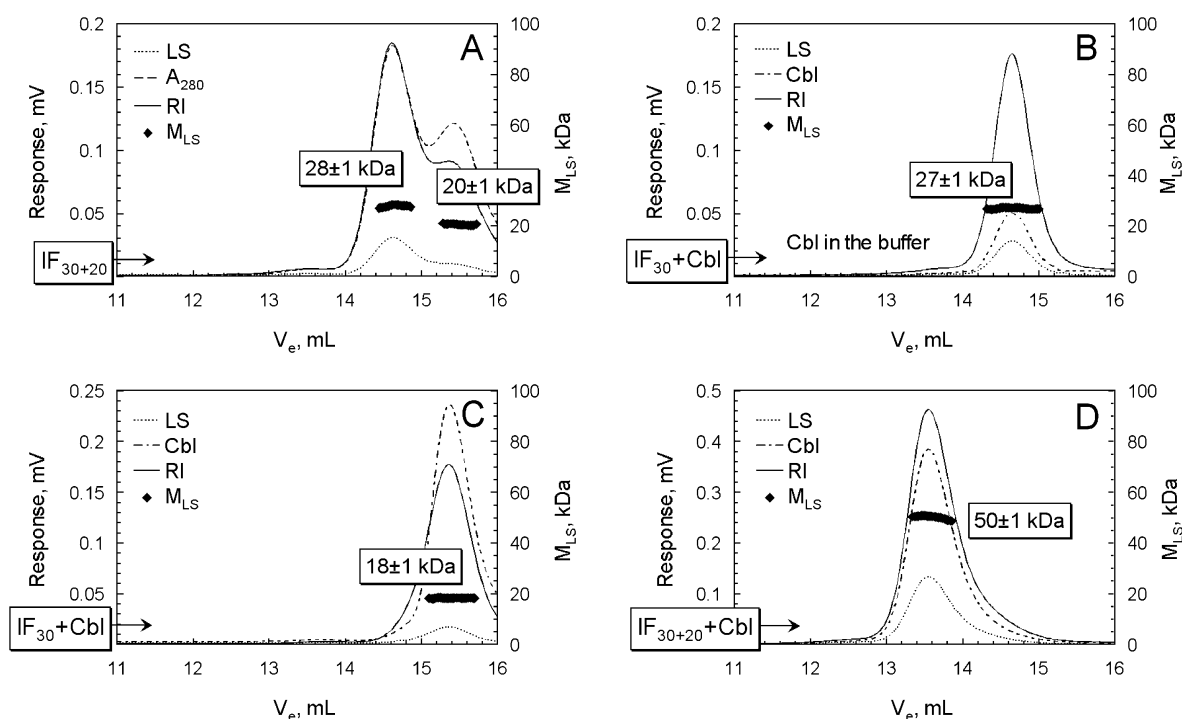 A
Response, mV
0.2
0.15
0.1
0.05
0
LS
A280
RI
MLS
28±1 kDa
20±1 kDa
IF30+20
100
80
60
40
20
0
MLS, kDa
11 12 13 14 15 16
Ve, mL
B
Response, mV
0.2
0.15
0.1
0.05
0
LS
Cbl
RI
MLS
27±1 kDa
Cbl in the buffer
IF30+Cbl
100
80
60
40
20
0
MLS, kDa
11 12 13 14 15 16
Ve, mL
C
Response, mV
0.25
0.2
0.15
0.1
0.05
0
LS
Cbl
RI
MLS
18±1 kDa
IF30+Cbl
100
80
60
40
20
0
MLS, kDa
11 12 13 14 15 16
Ve, mL
D
Response, mV
0.5
0.4
0.3
0.2
0.1
0
LS
Cbl
RI
MLS
50±1 kDa
IF30+20+Cbl
100
80
60
40
20
0
MLS, kDa
11 12 13 14 15 16
Ve, mL